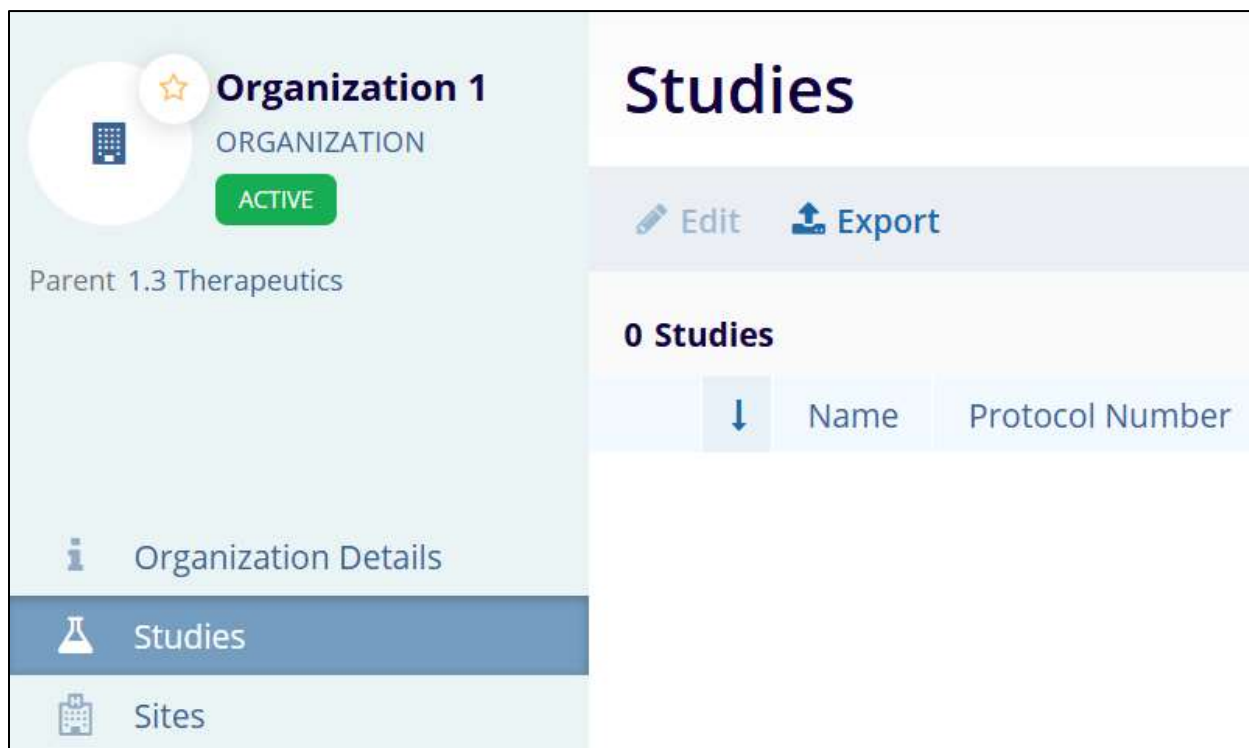 Organization 1
ORGANIZATION
ACTIVE
Parent 1.3 Therapeutics
Organization Details
Studies
Sites
Studies
Edit Export
0 Studies
Name Protocol Number